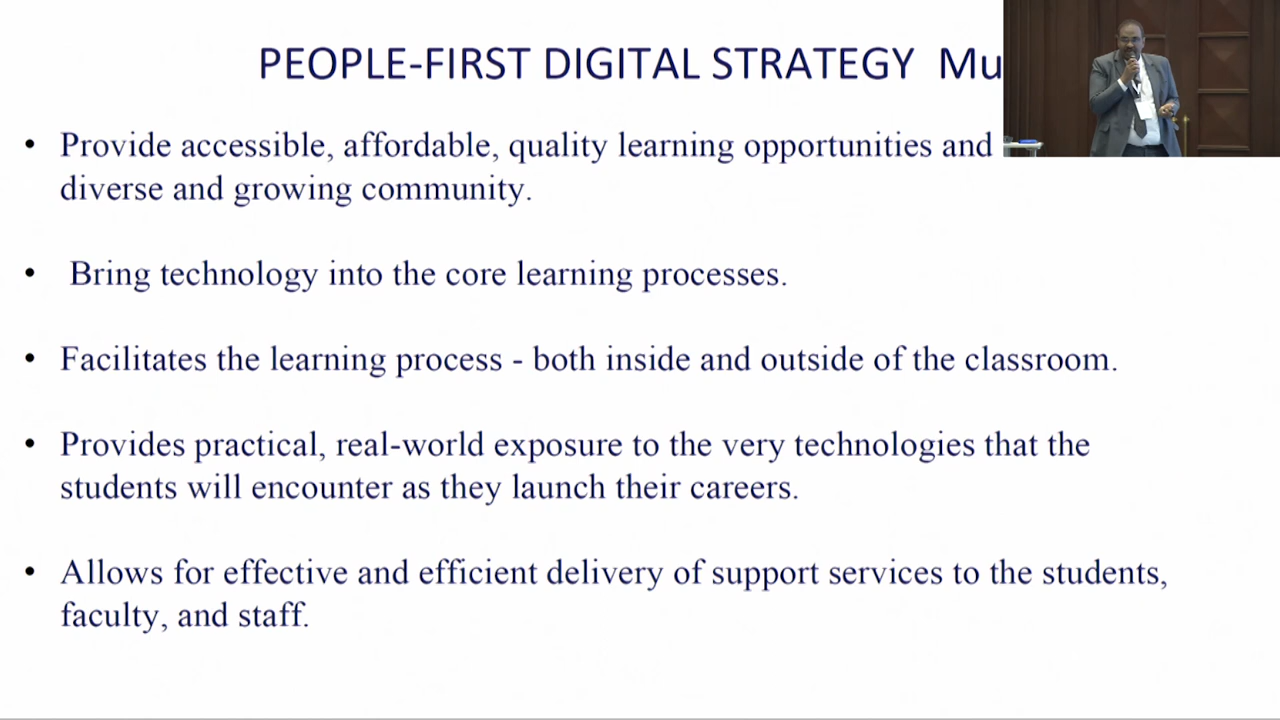 PEOPLE-FIRST DIGITAL STRATEGY Mu
• Provide accessible, affordable, quality learning opportunities and
diverse and growing community.
• Bring technology into the core learning processes.
• Facilitates the learning process - both inside and outside of the classroom.
• Provides practical, real-world exposure to the very technologies that the
students will encounter as they launch their careers.
• Allows for effective and efficient delivery of support services to the students,
faculty, and staff.